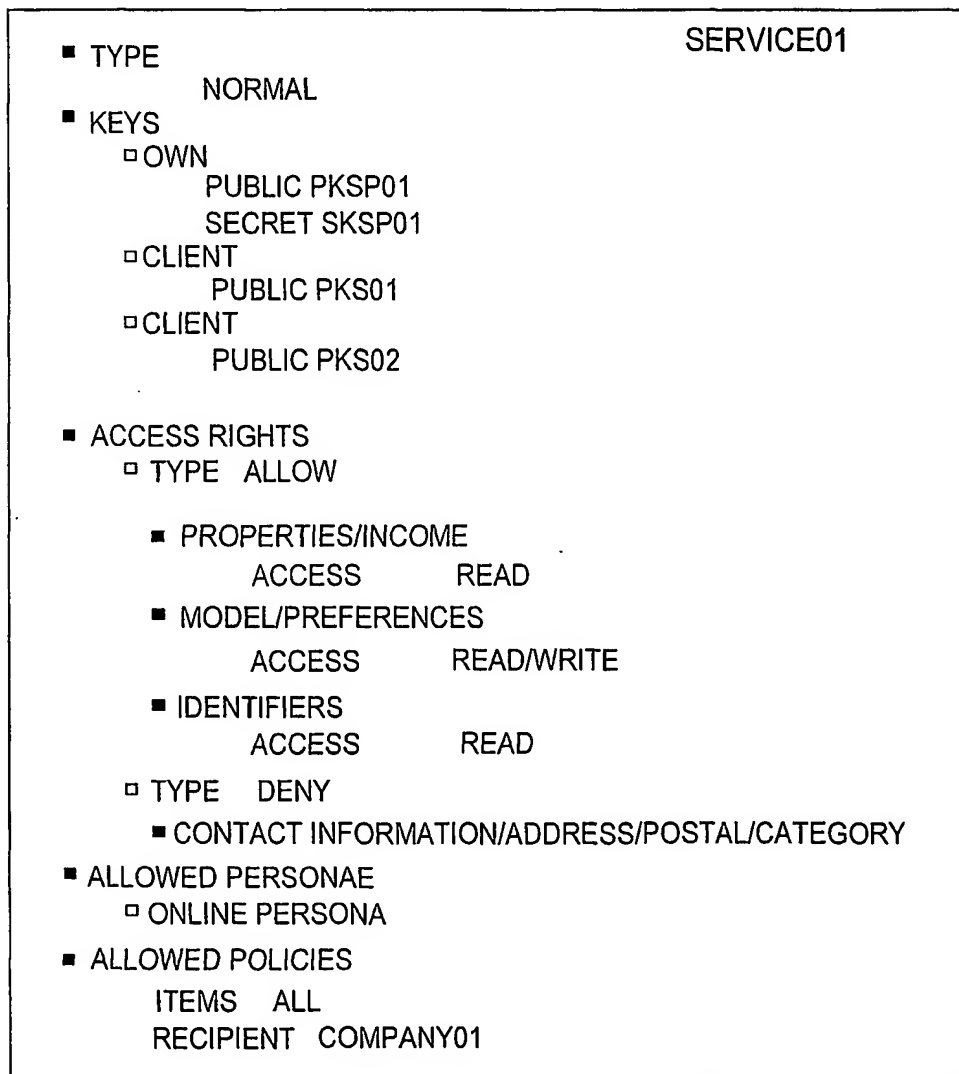 SERVICE01
■ TYPE
NORMAL
■ KEYS
□ OWN
PUBLIC PKSP01
SECRET SKSP01
□ CLIENT
PUBLIC PKS01
□ CLIENT
PUBLIC PKS02
■ ACCESS RIGHTS
□ TYPE ALLOW
■ PROPERTIES/INCOME
ACCESS READ
■ MODEL/PREFERENCES
ACCESS READ/WRITE
■ IDENTIFIERS
ACCESS READ
□ TYPE DENY
■ CONTACT INFORMATION/ADDRESS/POSTAL/CATEGORY
■ ALLOWED PERSONAE
□ ONLINE PERSONA
■ ALLOWED POLICIES
ITEMS ALL
RECIPIENT COMPANY01